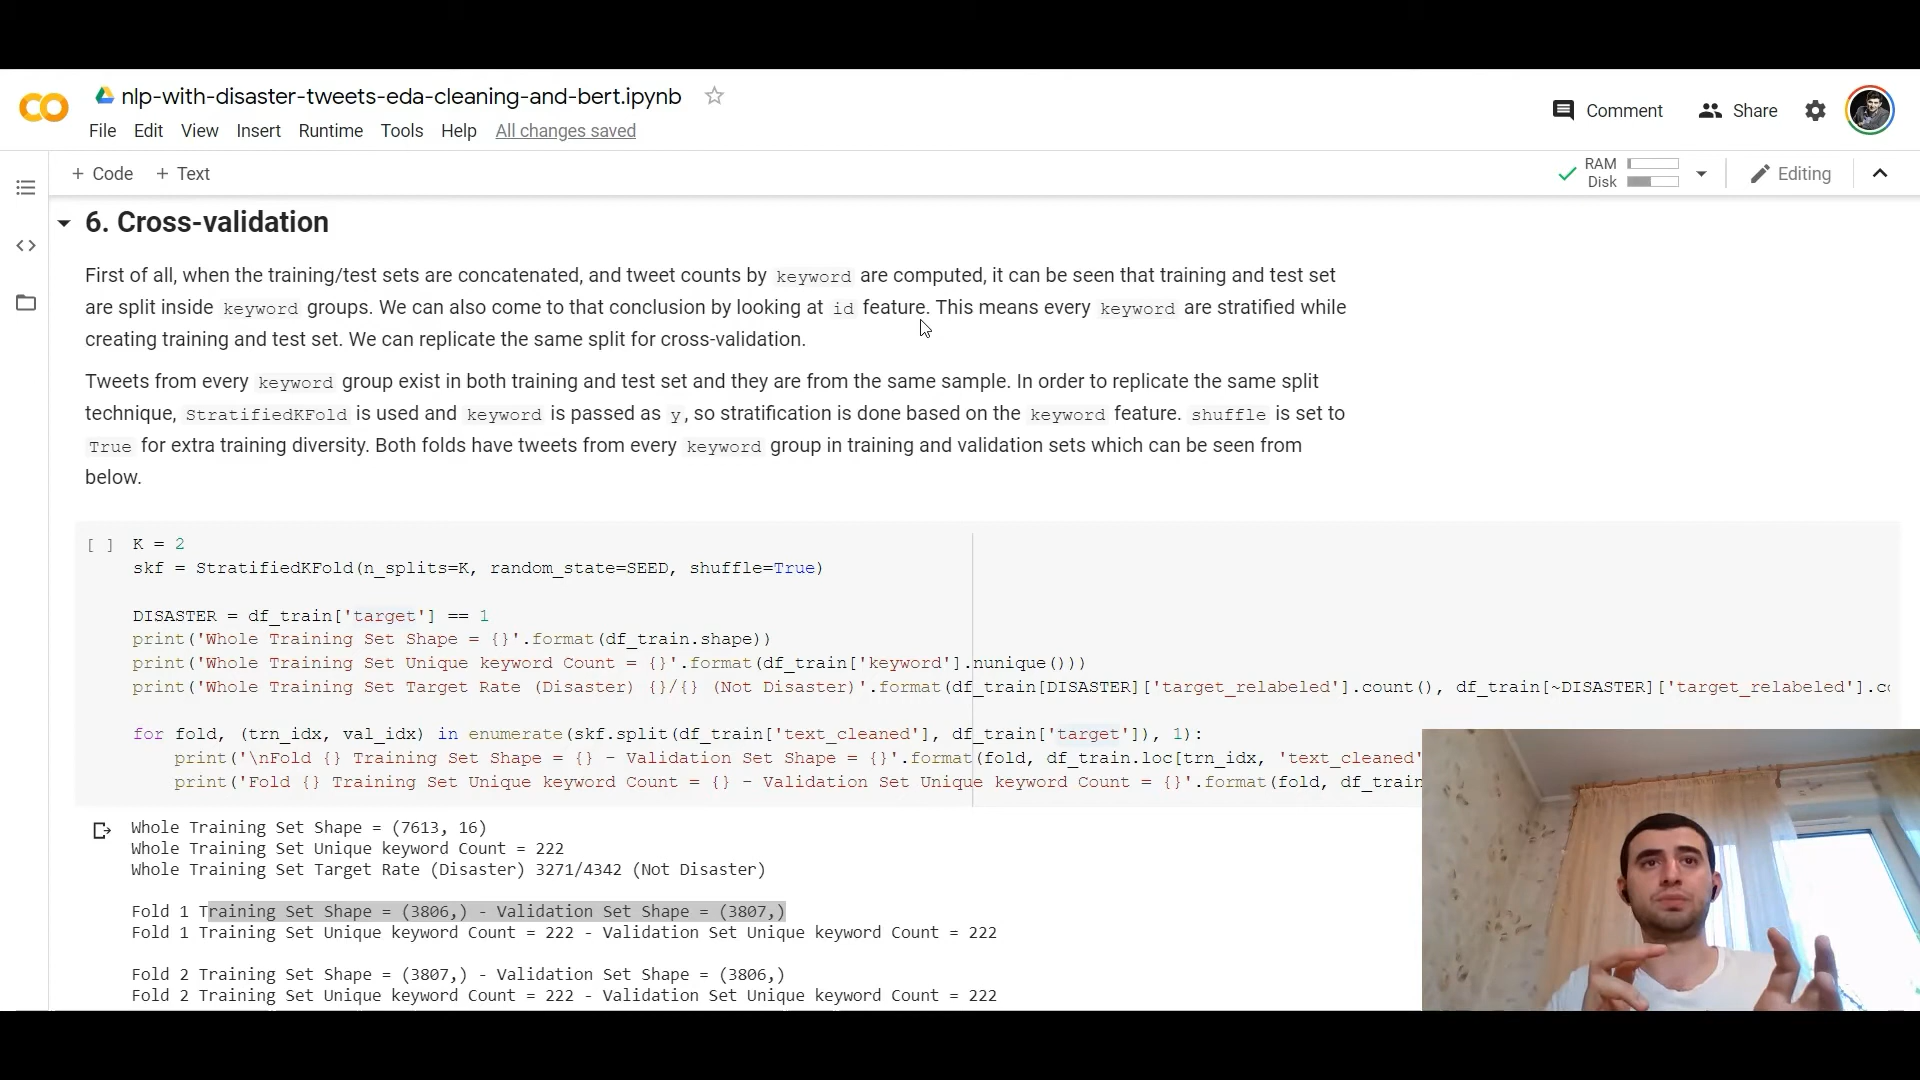 nlp-with-disaster-tweets-eda-cleaning-and-bert.ipynb
File Edit View Insert Runtime Tools Help All changes saved
Comment Share
+ Code + Text
RAM
Disk
Editing
6. Cross-validation
First of all, when the training/test sets are concatenated, and tweet counts by keyword are computed, it can be seen that training and test set
are split inside keyword groups. We can also come to that conclusion by looking at id feature. This means every keyword are stratified while
creating training and test set. We can replicate the same split for cross-validation.
Tweets from every keyword group exist in both training and test set and they are from the same sample. In order to replicate the same split
technique, StratifiedKFold is used and keyword is passed as y, so stratification is done based on the keyword feature. shuffle is set to
True for extra training diversity. Both folds have tweets from every keyword group in training and validation sets which can be seen from
below.
[ ] K = 2
skf = StratifiedKFold(n_splits=K, random_state=SEED, shuffle=True)
DISASTER = df_train['target'] == 1
print('Whole Training Set Shape = {}'.format(df_train.shape))
print('Whole Training Set Unique keyword Count = {}'.format(df_train['keyword'].nunique()))
print('Whole Training Set Target Rate (Disaster) {}/{} (Not Disaster)'.format(df_train[DISASTER]['target_relabeled'].count(), df_train[~DISASTER]['target_relabeled'].co
for fold, (trn_idx, val_idx) in enumerate(skf.split(df_train['text_cleaned'], df_train['target']), 1):
print('\nFold {} Training Set Shape = {} - Validation Set Shape = {}'.format(fold, df_train.loc[trn_idx, 'text_cleaned'
print('Fold {} Training Set Unique keyword Count = {} - Validation Set Unique keyword Count = {}'.format(fold, df_train
Whole Training Set Shape = (7613, 16)
Whole Training Set Unique keyword Count = 222
Whole Training Set Target Rate (Disaster) 3271/4342 (Not Disaster)
Fold 1 Training Set Shape = (3806,) - Validation Set Shape = (3807,)
Fold 1 Training Set Unique keyword Count = 222 - Validation Set Unique keyword Count = 222
Fold 2 Training Set Shape = (3807,) - Validation Set Shape = (3806,)
Fold 2 Training Set Unique keyword Count = 222 - Validation Set Unique keyword Count = 222